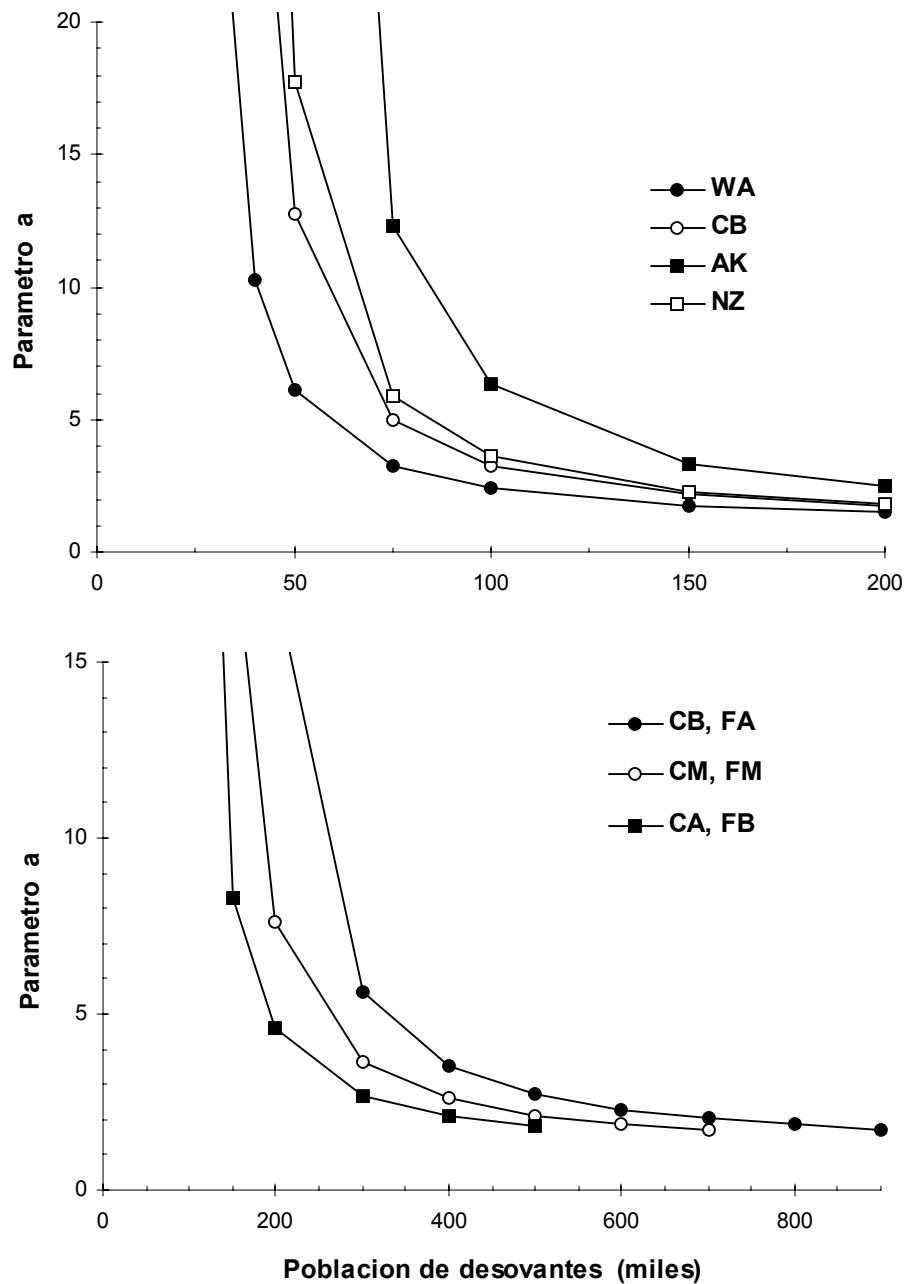 20
15
10
5
0
Parametro a
WA
CB
AK
NZ
0 50 100 150 200
15
10
5
0
Parametro a
CB, FA
CM, FM
CA, FB
0 200 400 600 800
Poblacion de desovantes (miles)